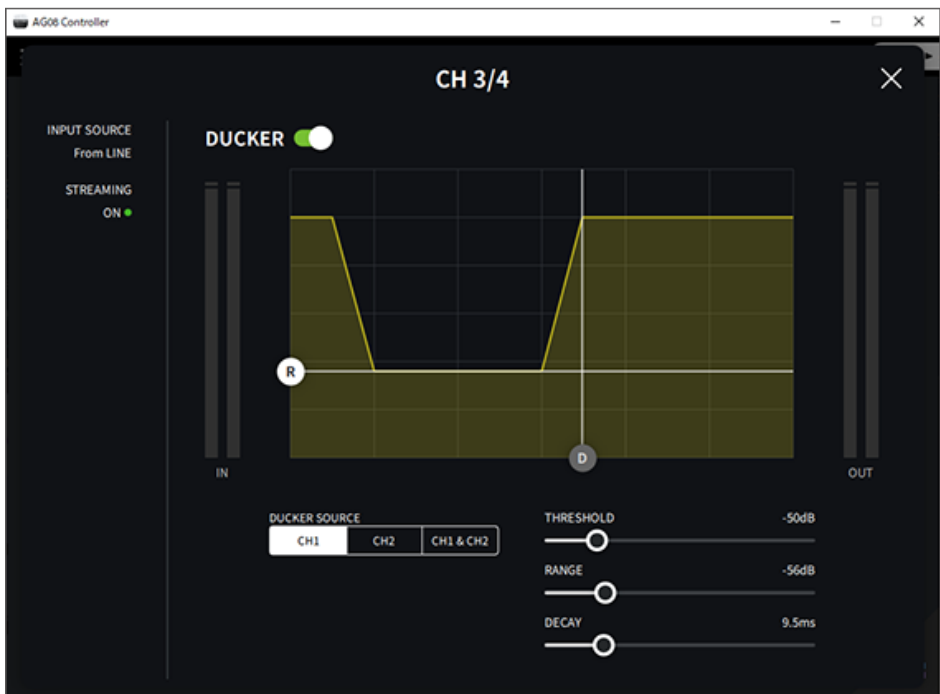 AG08 Controller
CH 3/4
INPUT SOURCE
From LINE
STREAMING
ON
DUCKER
R
D
IN
OUT
DUCKER SOURCE
CH1 CH2 CH1 & CH2
THRESHOLD -50dB
RANGE -56dB
DECAY 9.5ms